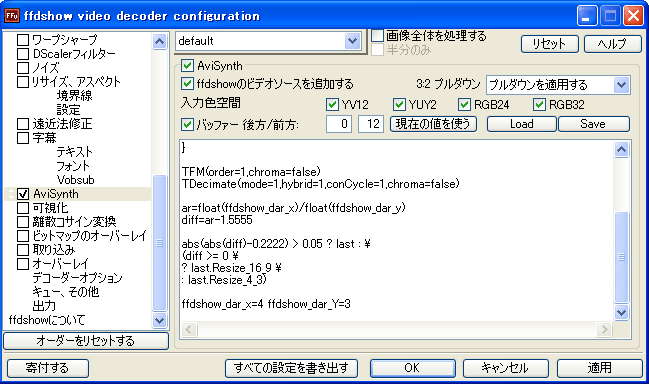 ffdshow video decoder configuration
ワープシャープ
DScalerフィルター
ノイズ
リサイズ、アスペクト
境界線
設定
遠近法修正
字幕
テキスト
フォント
Vobsub
AviSynth
可視化
離散コサイン変換
ビットマップのオーバーレイ
取り込み
オーバーレイ
デコーダーオプション
キュー、その他
出力
ffdshowについて
オーダーをリセットする
default
画像全体を処理する
半分のみ
リセット
ヘルプ
AviSynth
ffdshowのビデオソースを追加する
3:2 プルダウン
プルダウンを適用する
入力色空間
YV12
YUY2
RGB24
RGB32
バッファー 後方/前方:
0
12
現在の値を使う
Load
Save
}
TFM(order=1,chroma=false)
TDecimate(mode=1,hybrid=1,conCycle=1,chroma=false)
ar=float(ffdshow_dar_x)/float(ffdshow_dar_y)
diff=ar-1.5555
abs(abs(diff)-0.2222) > 0.05 ? last : ¥
(diff >= 0 ¥
? last.Resize_16_9 ¥
: last.Resize_4_3)
ffdshow_dar_x=4 ffdshow_dar_Y=3
寄付する
すべての設定を書き出す
OK
キャンセル
適用